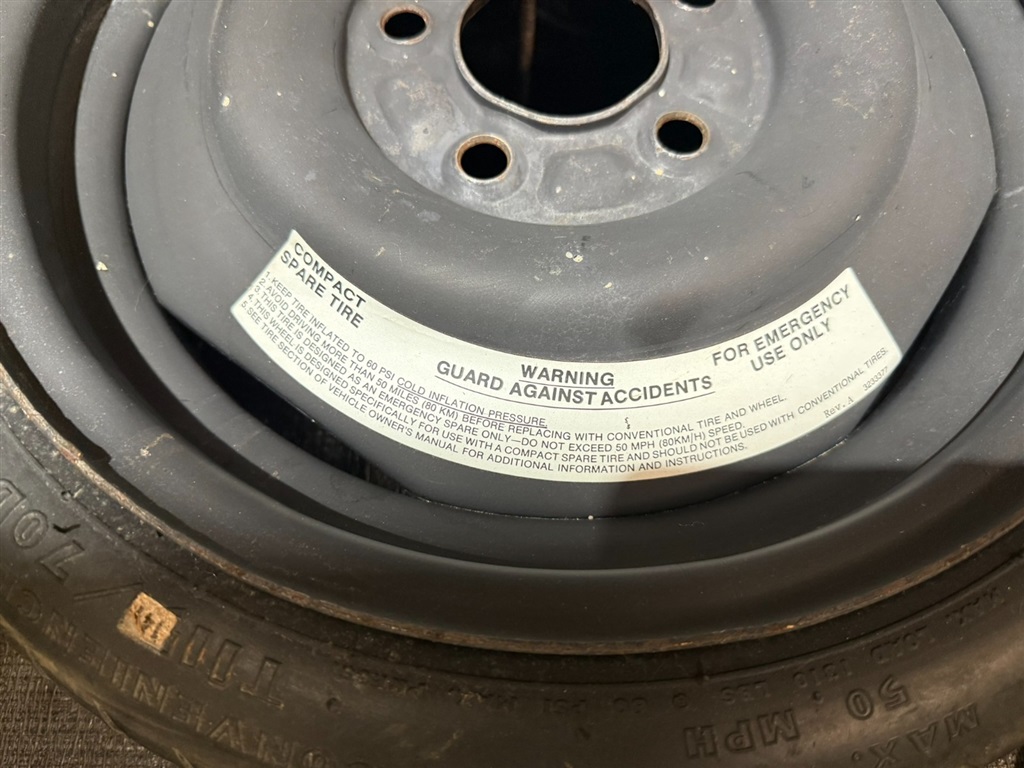 COMPACT
SPARE TIRE
1. KEEP TIRE INFLATED TO 60 PSI COLD INFLATION PRESSURE.
2. AVOID DRIVING MORE THAN 50 MILES (80 KM) BEFORE REPLACING WITH CONVENTIONAL TIRE AND WHEEL.
3. THIS TIRE IS DESIGNED AS AN EMERGENCY SPARE ONLY—DO NOT EXCEED 50 MPH (80KM/H) SPEED.
4. THIS WHEEL IS DESIGNED SPECIFICALLY FOR USE WITH A COMPACT SPARE TIRE AND SHOULD NOT BE USED WITH CONVENTIONAL TIRES.
5. SEE TIRE SECTION OF VEHICLE OWNER'S MANUAL FOR ADDITIONAL INFORMATION AND INSTRUCTIONS.
WARNING
GUARD AGAINST ACCIDENTS
FOR EMERGENCY
USE ONLY
3233377
Rev. A
MAX. 50 MPH